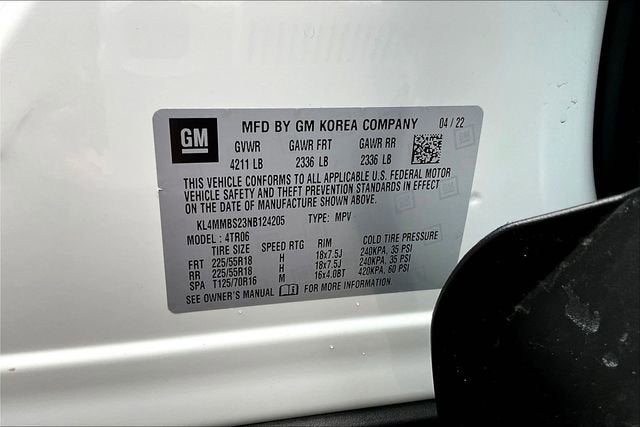 GM
MFD BY GM KOREA COMPANY 04 / 22
GVWR GAWR FRT GAWR RR
4211 LB 2336 LB 2336 LB
THIS VEHICLE CONFORMS TO ALL APPLICABLE U.S. FEDERAL MOTOR
VEHICLE SAFETY AND THEFT PREVENTION STANDARDS IN EFFECT
ON THE DATE OF MANUFACTURE SHOWN ABOVE.
KL4MMBS23NB124205 TYPE: MPV
MODEL : 4TR06
TIRE SIZE SPEED RTG RIM COLD TIRE PRESSURE
FRT 225/55R18 H 18x7.5J 240KPA, 35 PSI
RR 225/55R18 H 18x7.5J 240KPA, 35 PSI
SPA T125/70R16 M 16x4.0BT 420KPA, 60 PSI
SEE OWNER'S MANUAL FOR MORE INFORMATION.